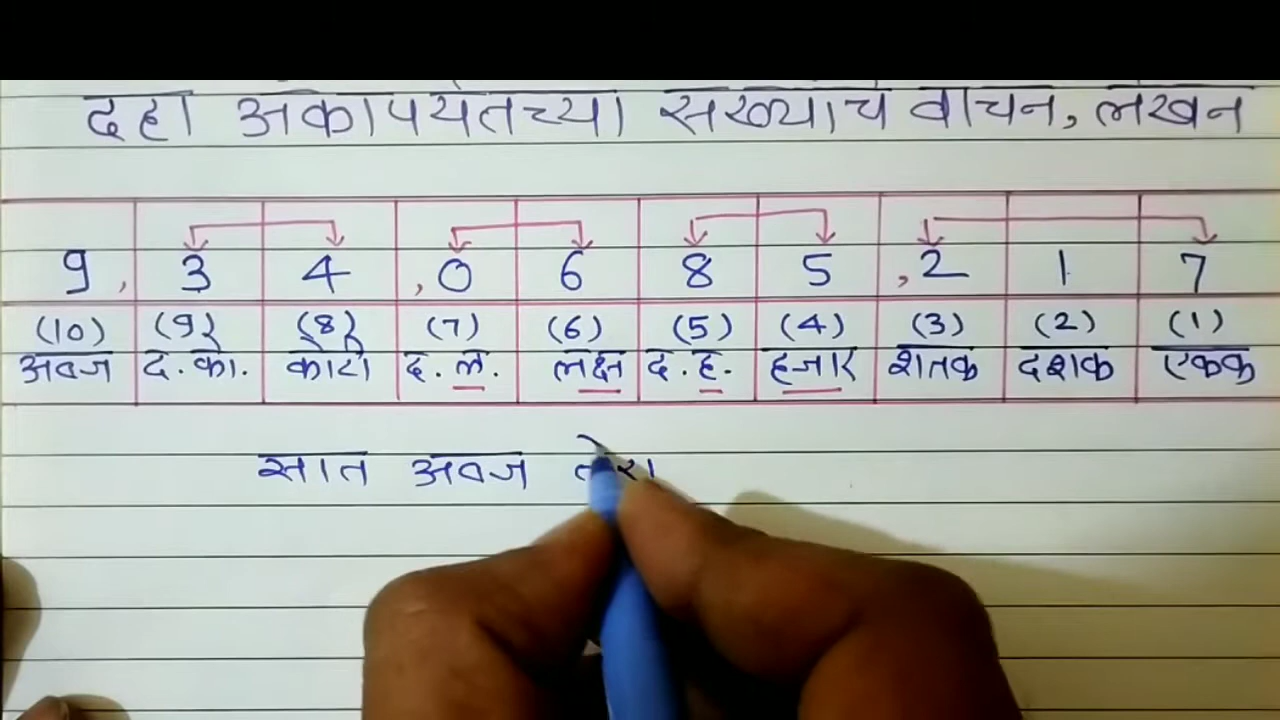 दहा अंकापर्यंतच्या संख्याचे वाचन, लेखन
9, 3 4 ,0 6 8 5 ,2 1 7
(10) (9) (8) (7) (6) (5) (4) (3) (2) (1)
अब्ज द.को. कोटी द.ल. लक्ष द.ह. हजार शतक दशक एकक
सात अब्ज तेरा